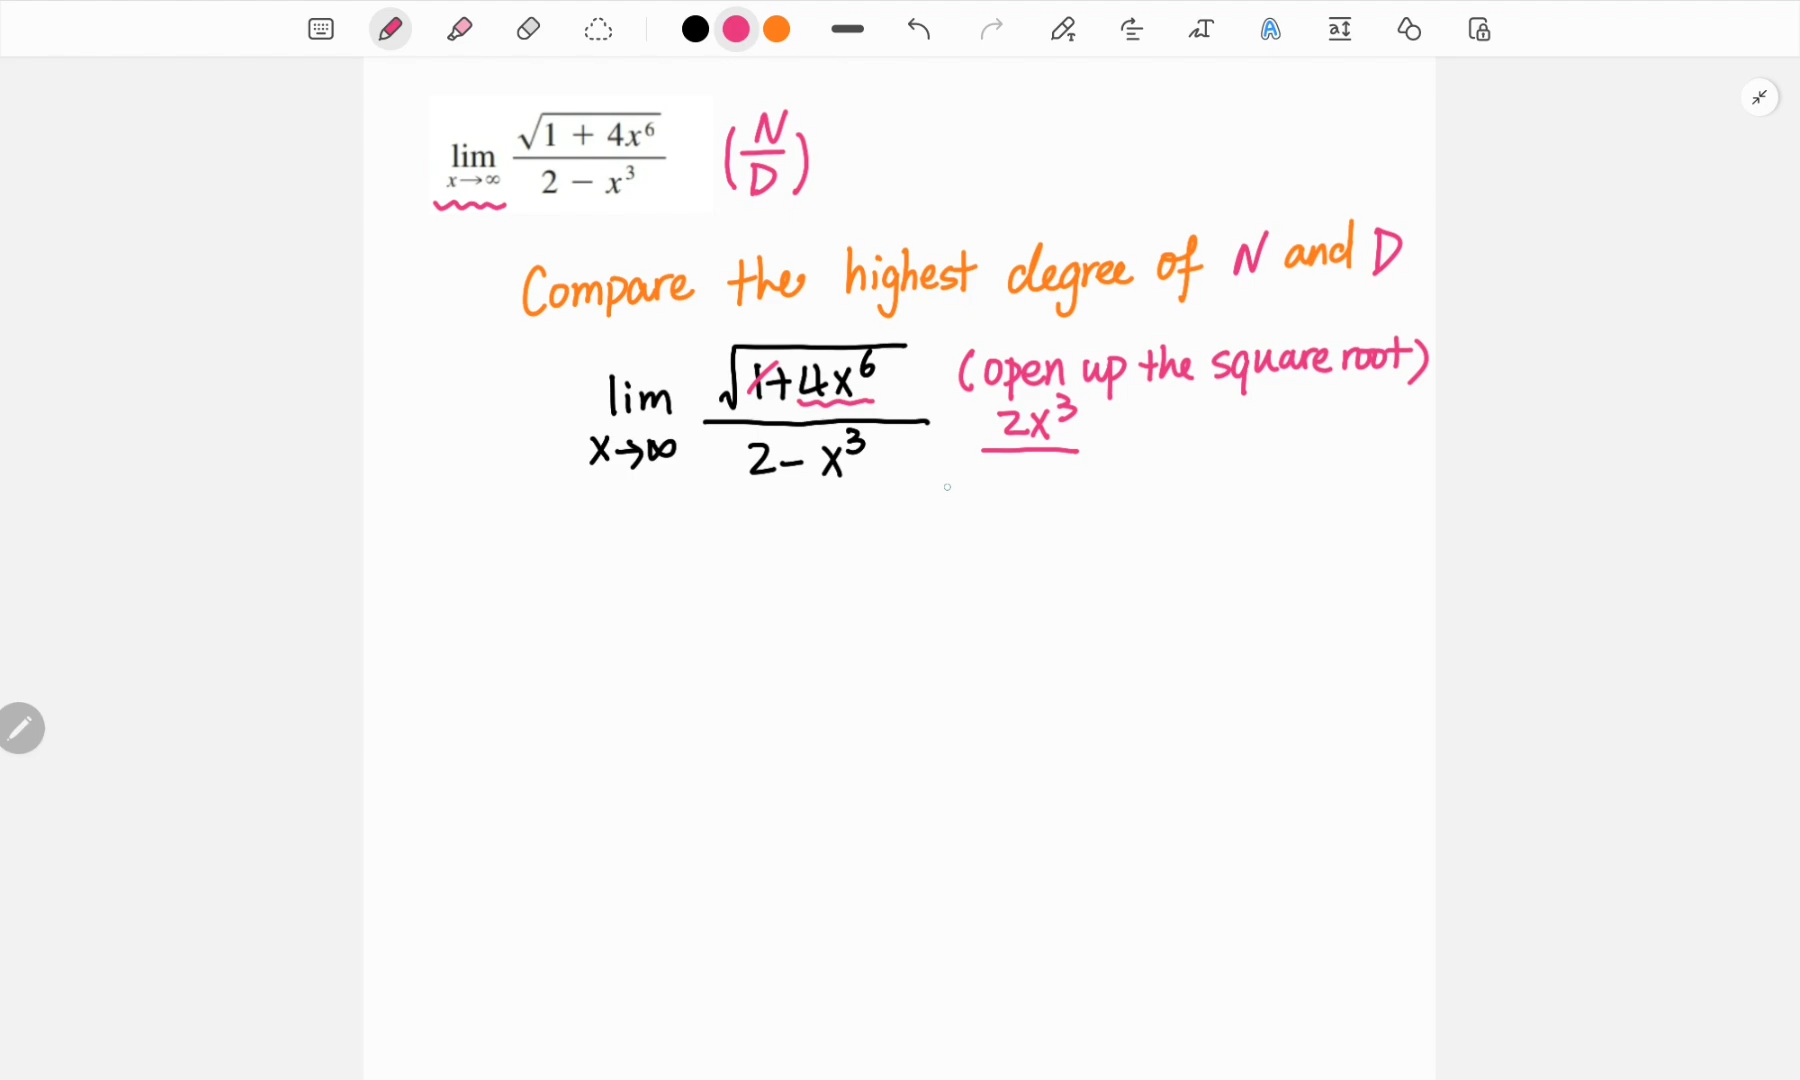 lim x→∞ √(1 + 4x⁶) / (2 − x³) (N/D)
Compare the highest degree of N and D
lim x→∞ √(1+4x⁶) / (2 − x³) (open up the square root)
2x³